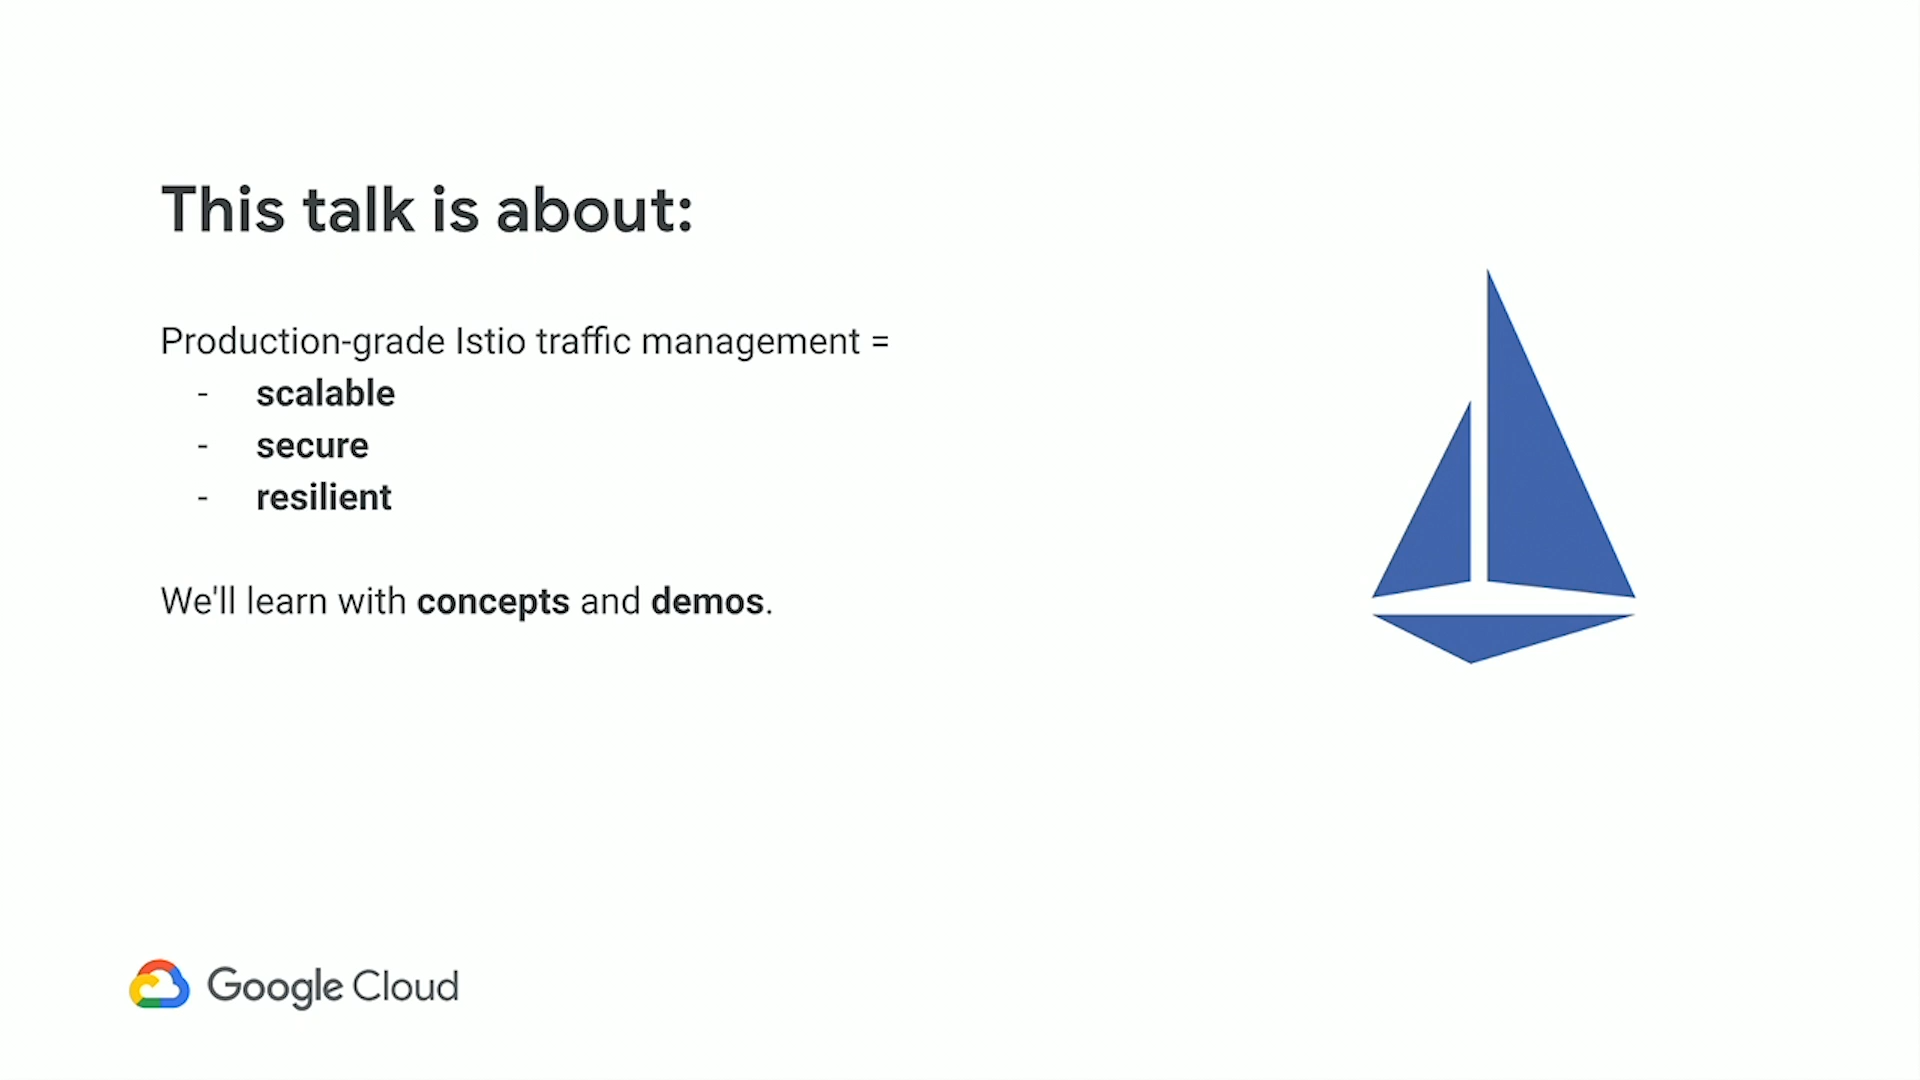 This talk is about:
Production-grade Istio traffic management =
- scalable
- secure
- resilient
We'll learn with concepts and demos.
Google Cloud